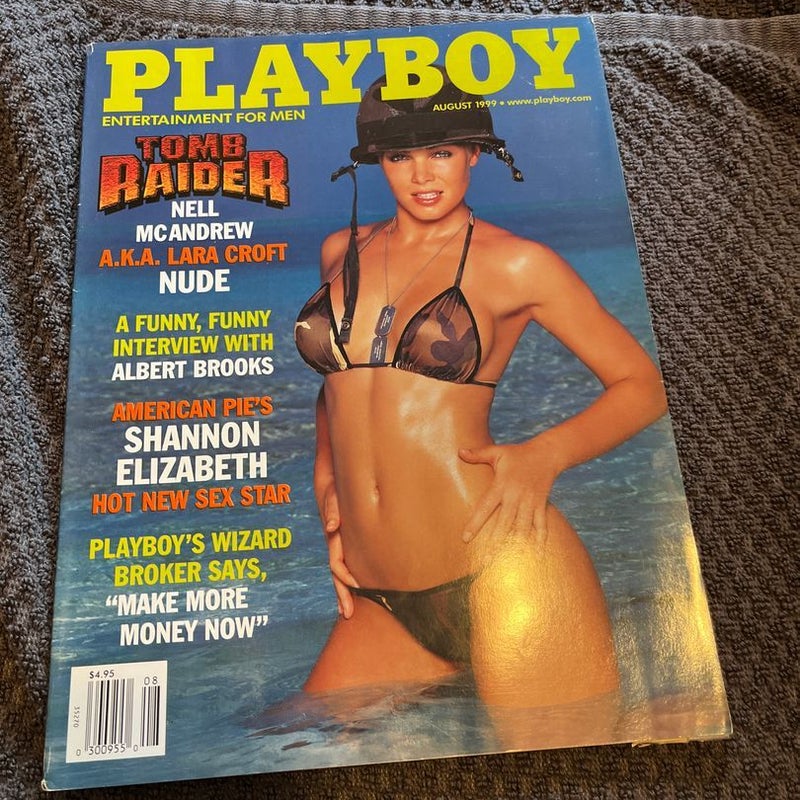 PLAYBOY
ENTERTAINMENT FOR MEN
AUGUST 1999 • www.playboy.com
TOMB
RAIDER
NELL
MCANDREW
A.K.A. LARA CROFT
NUDE
A FUNNY, FUNNY
INTERVIEW WITH
ALBERT BROOKS
AMERICAN PIE'S
SHANNON
ELIZABETH
HOT NEW SEX STAR
PLAYBOY'S WIZARD
BROKER SAYS,
“MAKE MORE
MONEY NOW”
$4.95
08
35270
0 300955 0